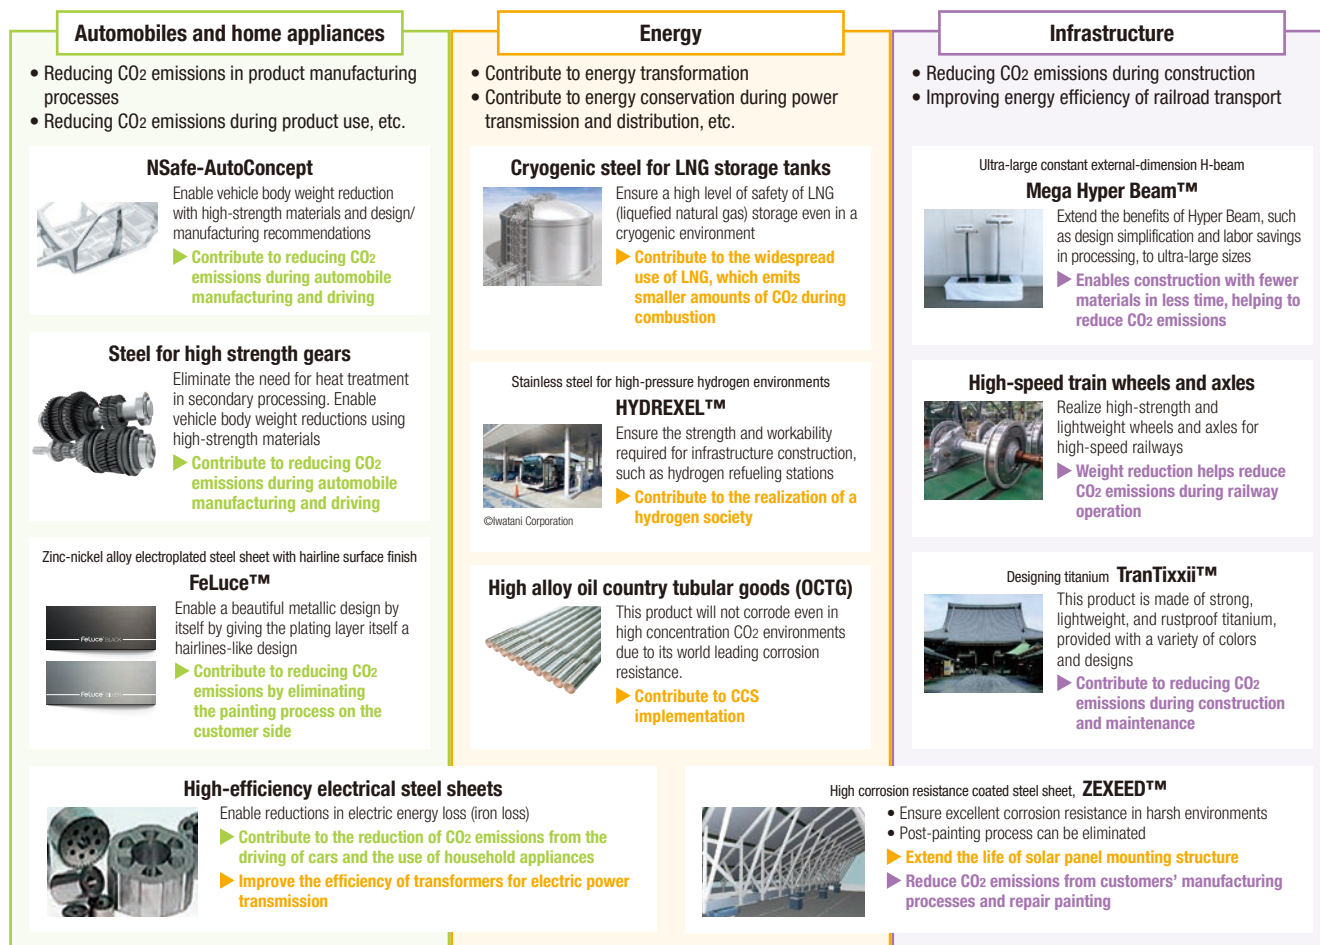 Automobiles and home appliances
• Reducing CO2 emissions in product manufacturing
processes
• Reducing CO2 emissions during product use, etc.
NSafe-AutoConcept
Enable vehicle body weight reduction
with high-strength materials and design/
manufacturing recommendations
▶ Contribute to reducing CO2
emissions during automobile
manufacturing and driving
Steel for high strength gears
Eliminate the need for heat treatment
in secondary processing. Enable
vehicle body weight reductions using
high-strength materials
▶ Contribute to reducing CO2
emissions during automobile
manufacturing and driving
Zinc-nickel alloy electroplated steel sheet with hairline surface finish
FeLuce™
FeLuce BLACK
FeLuce
Enable a beautiful metallic design by
itself by giving the plating layer itself a
hairlines-like design
▶ Contribute to reducing CO2
emissions by eliminating
the painting process on the
customer side
Energy
• Contribute to energy transformation
• Contribute to energy conservation during power
transmission and distribution, etc.
Cryogenic steel for LNG storage tanks
Ensure a high level of safety of LNG
(liquefied natural gas) storage even in a
cryogenic environment
▶ Contribute to the widespread
use of LNG, which emits
smaller amounts of CO2 during
combustion
Stainless steel for high-pressure hydrogen environments
HYDREXEL™
Ensure the strength and workability
required for infrastructure construction,
such as hydrogen refueling stations
▶ Contribute to the realization of a
hydrogen society
©Iwatani Corporation
High alloy oil country tubular goods (OCTG)
This product will not corrode even in
high concentration CO2 environments
due to its world leading corrosion
resistance.
▶ Contribute to CCS
implementation
Infrastructure
• Reducing CO2 emissions during construction
• Improving energy efficiency of railroad transport
Ultra-large constant external-dimension H-beam
Mega Hyper Beam™
Extend the benefits of Hyper Beam, such
as design simplification and labor savings
in processing, to ultra-large sizes
▶ Enables construction with fewer
materials in less time, helping to
reduce CO2 emissions
High-speed train wheels and axles
Realize high-strength and
lightweight wheels and axles for
high-speed railways
▶ Weight reduction helps reduce
CO2 emissions during railway
operation
Designing titanium TranTixxii™
This product is made of strong,
lightweight, and rustproof titanium,
provided with a variety of colors
and designs
▶ Contribute to reducing CO2
emissions during construction
and maintenance
High-efficiency electrical steel sheets
Enable reductions in electric energy loss (iron loss)
▶ Contribute to the reduction of CO2 emissions from the
driving of cars and the use of household appliances
▶ Improve the efficiency of transformers for electric power
transmission
High corrosion resistance coated steel sheet, ZEXEED™
• Ensure excellent corrosion resistance in harsh environments
• Post-painting process can be eliminated
▶ Extend the life of solar panel mounting structure
▶ Reduce CO2 emissions from customers’ manufacturing
processes and repair painting